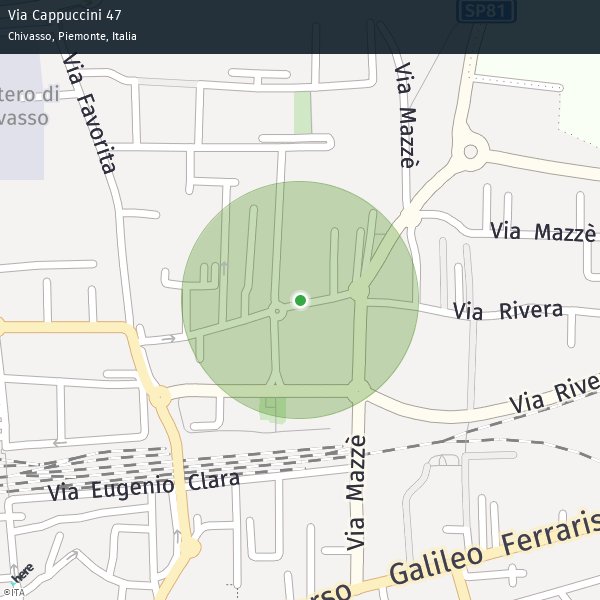 Via Cappuccini 47
Chivasso, Piemonte, Italia
SP81
Via Favorita
tero di
vasso
Via Mazzè
Via Mazzè
Via Rivera
Via Rive
Via Mazzè
Via Eugenio Clara
rso Galileo Ferraris
here
©ITA